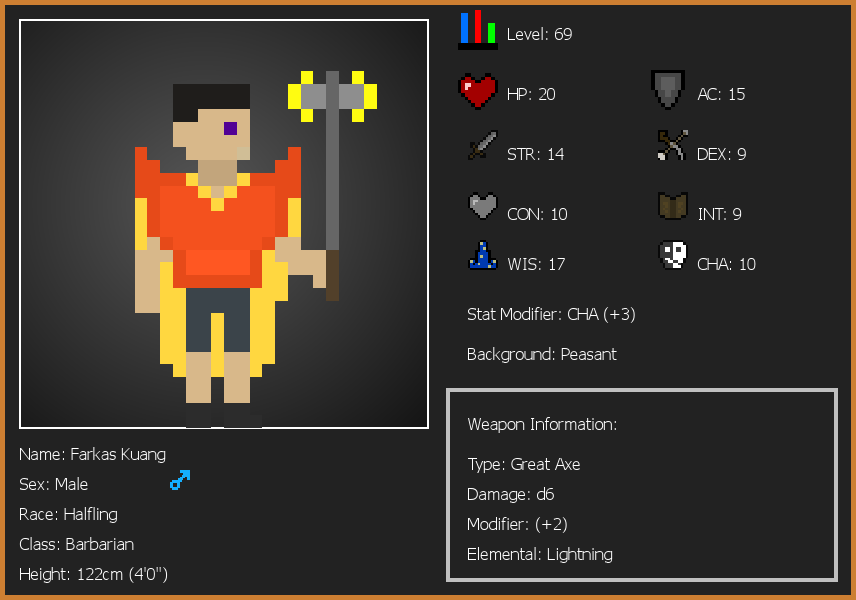 Level: 69
HP: 20
AC: 15
STR: 14
DEX: 9
CON: 10
INT: 9
WIS: 17
CHA: 10
Stat Modifier: CHA (+3)
Background: Peasant
Weapon Information:
Type: Great Axe
Damage: d6
Modifier: (+2)
Elemental: Lightning
Name: Farkas Kuang
Sex: Male
Race: Halfling
Class: Barbarian
Height: 122cm (4'0")